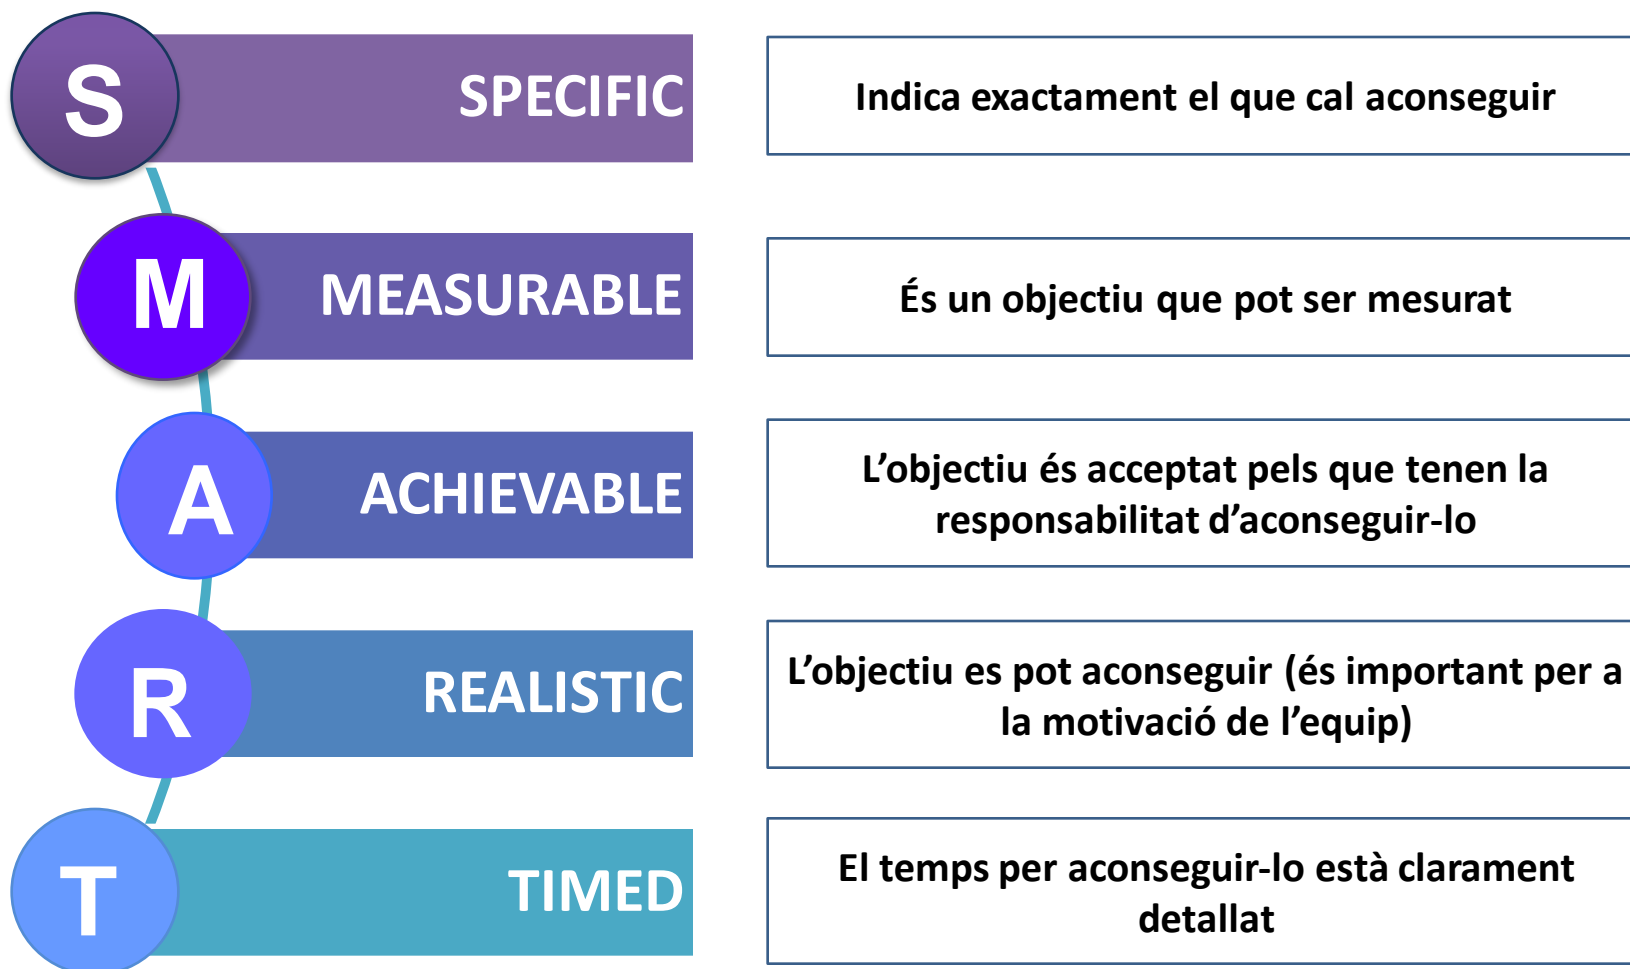 S
SPECIFIC
Indica exactament el que cal aconseguir
M
MEASURABLE
És un objectiu que pot ser mesurat
A
ACHIEVABLE
L’objectiu és acceptat pels que tenen la
responsabilitat d’aconseguir-lo
R
REALISTIC
L’objectiu es pot aconseguir (és important per a
la motivació de l’equip)
T
TIMED
El temps per aconseguir-lo està clarament
detallat